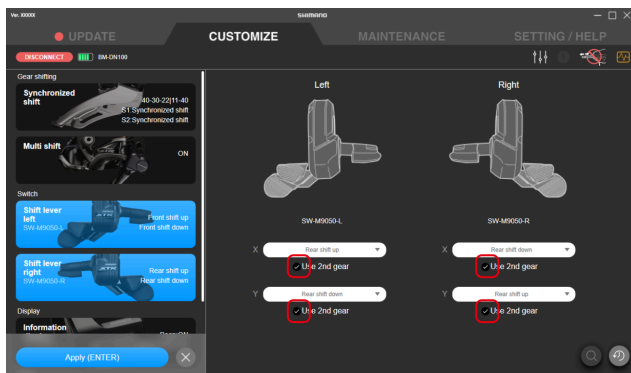 Ver. XXXXX
SHIMANO
UPDATE
CUSTOMIZE
MAINTENANCE
SETTING / HELP
DISCONNECT
BM-DN100
Gear shifting
Synchronized
shift
40-30-22|11-40
S1:Synchronized shift
S2:Synchronized shift
Multi shift
ON
Switch
Shift lever
left
SW-M9050-L
Front shift up
Front shift down
Shift lever
right
SW-M9050-R
Rear shift up
Rear shift down
Display
Information
Apply (ENTER)
Left
Right
SW-M9050-L
SW-M9050-R
X Rear shift up
Use 2nd gear
Y Rear shift down
Use 2nd gear
X Rear shift down
Use 2nd gear
Y Rear shift up
Use 2nd gear